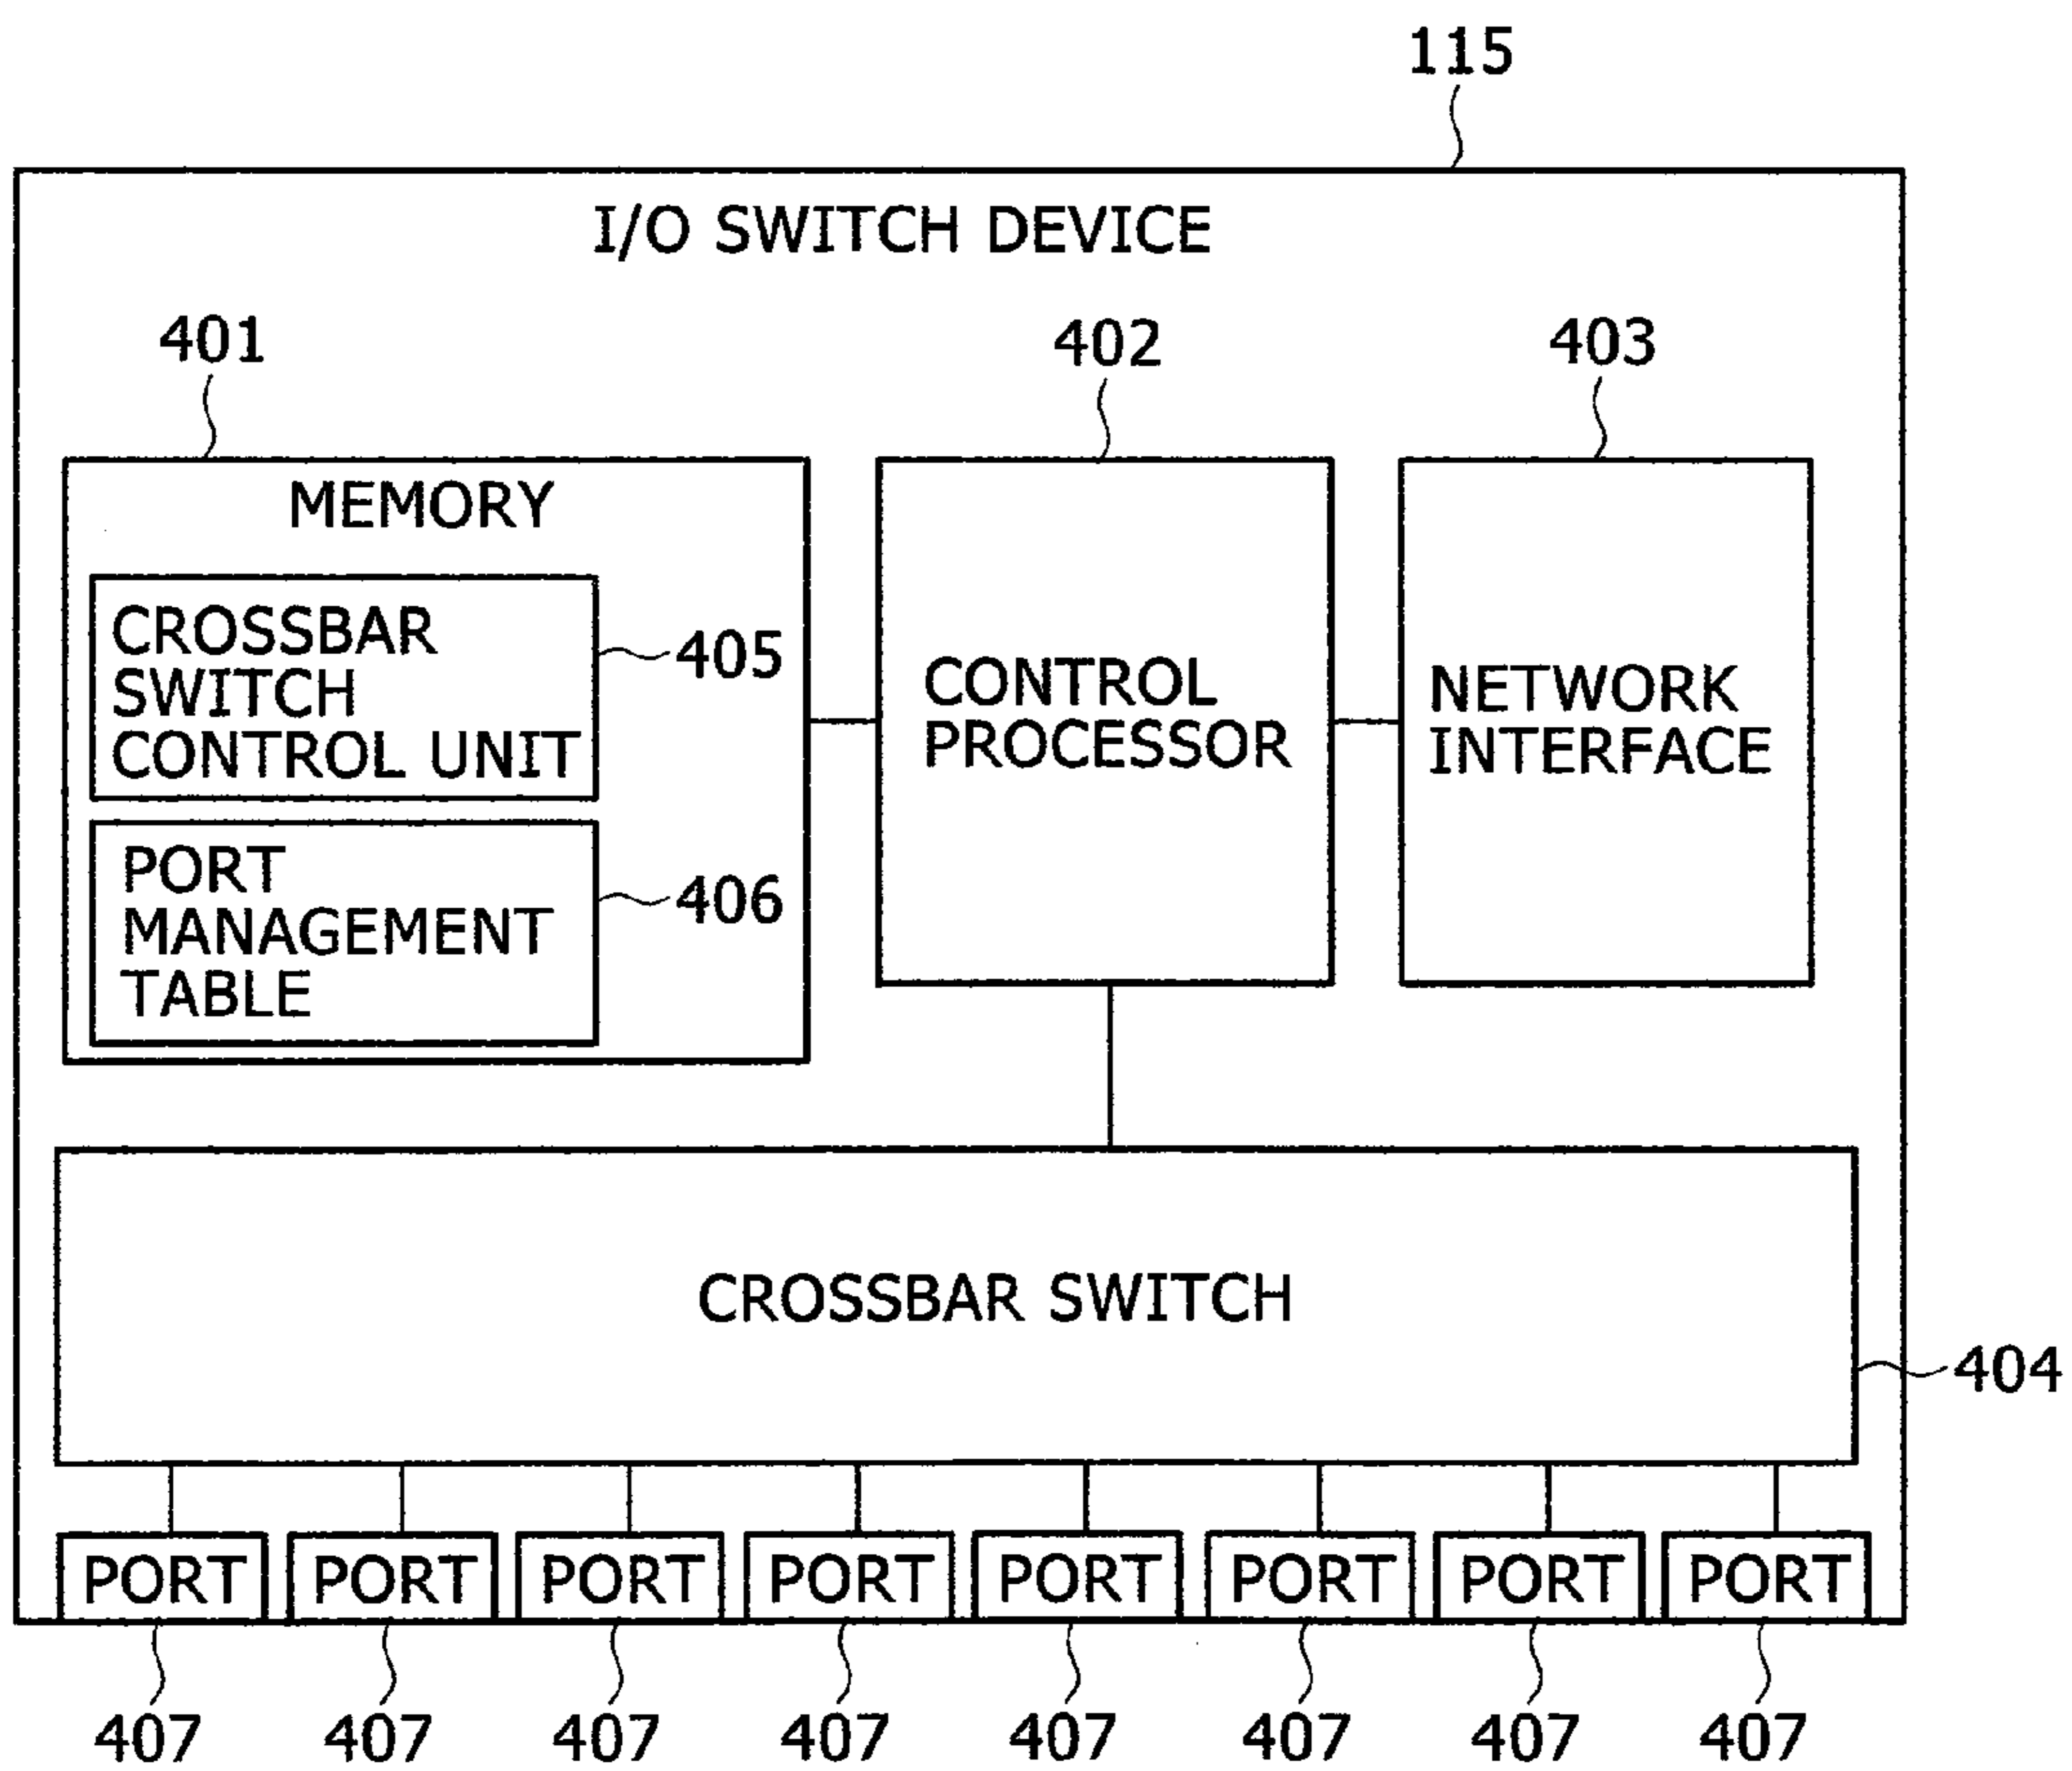 115
I/O SWITCH DEVICE
401
402
403
MEMORY
CROSSBAR
SWITCH
CONTROL UNIT
405
PORT
MANAGEMENT
TABLE
406
CONTROL
PROCESSOR
NETWORK
INTERFACE
CROSSBAR SWITCH
404
PORT PORT PORT PORT PORT PORT PORT PORT
407 407 407 407 407 407 407 407